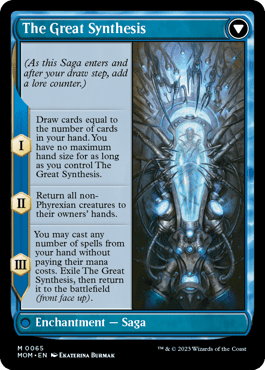 The Great Synthesis
(As this Saga enters and
after your draw step, add
a lore counter.)
I
Draw cards equal to
the number of cards
in your hand. You
have no maximum
hand size for as long
as you control The
Great Synthesis.
II
Return all non-
Phyrexian creatures to
their owners' hands.
III
You may cast any
number of spells from
your hand without
paying their mana
costs. Exile The Great
Synthesis, then return
it to the battlefield
(front face up).
Enchantment — Saga
M 0065
MOM • EN Ekaterina Burmak
™ & © 2023 Wizards of the Coast